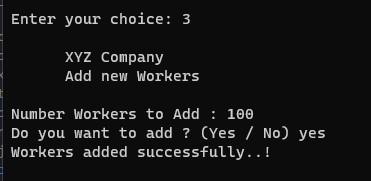 Enter your choice: 3
XYZ Company
Add new Workers
Number Workers to Add : 100
Do you want to add ? (Yes / No) yes
Workers added successfully..!